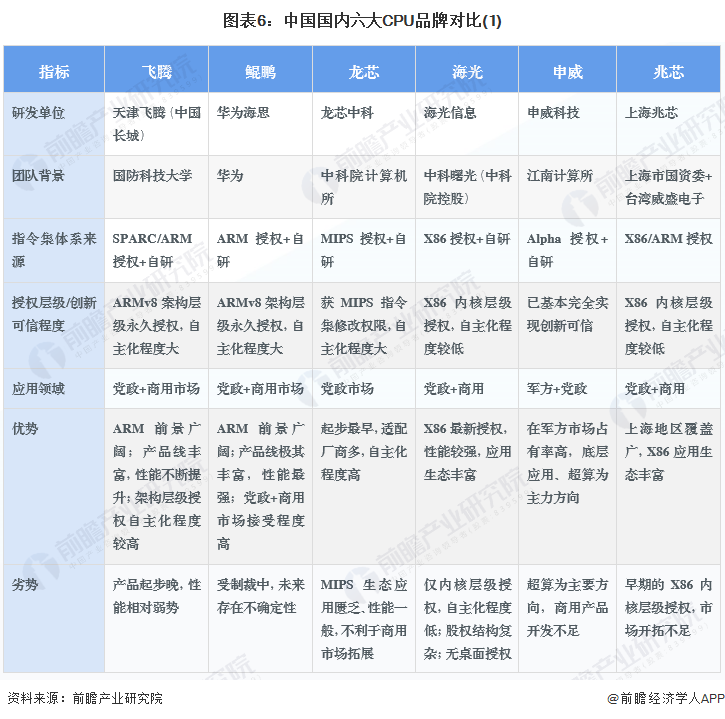 图表6：中国国内六大CPU品牌对比(1)
指标 飞腾 鲲鹏 龙芯 海光 申威 兆芯
研发单位 天津飞腾（中国 华为海思 龙芯中科 海光信息 申威科技 上海兆芯
长城）
团队背景 国防科技大学 华为 中科院计算机 中科曙光（中科 江南计算所 上海市国资委+
所 院控股） 台湾威盛电子
指令集体系来 SPARC/ARM ARM 授权+自 MIPS 授权+自 X86 授权+自研 Alpha 授权+ X86/ARM 授权
源 授权+自研 研 研 自研
授权层级/创新 ARMv8 案构层 ARMv8 架构层 获 MIPS 指令 X86 内核层级 已基本完全实 X86 内核层级
可信程度 级永久授权，自 级永久授权，自 集修改权限，自 授权，自主化程 现创新可信 授权，自主化程
主化程度大 主化程度大 主化程度大 度较低 度较低
应用领域 党政+商用市场 党政+商用市场 党政市场 党政+商用 军方+党政 党政+商用
优势 ARM 前景广 ARM 前景广 起步最早，适配 X86 最新授权， 在军方市场占 上海地区覆盖
阔；产品线丰 阔；产品线极其 厂商多，自主化 性能较强，应用 有率高，底层 广，X86 应用生
富，性能不断提 丰富，性能最 程度高 生态丰富 应用、超算为 态丰富
升；架构层级授 强；党政+商用 主力方向
权自主化程度 市场接受程度
较高 高
劣势 产品起步晚，性 受制裁中，未来 MIPS 生态应 仅内核层级授 超算为主要方 早期的 X86 内
能相对弱势 存在不确定性 用匮乏、性能一 权，自主化程度 向，商用产品 核层级授权，市
般，不利于商用 低；股权结构复 开发不足 场开拓不足
市场拓展 杂；无桌面授权
资料来源：前瞻产业研究院 @前瞻经济学人APP